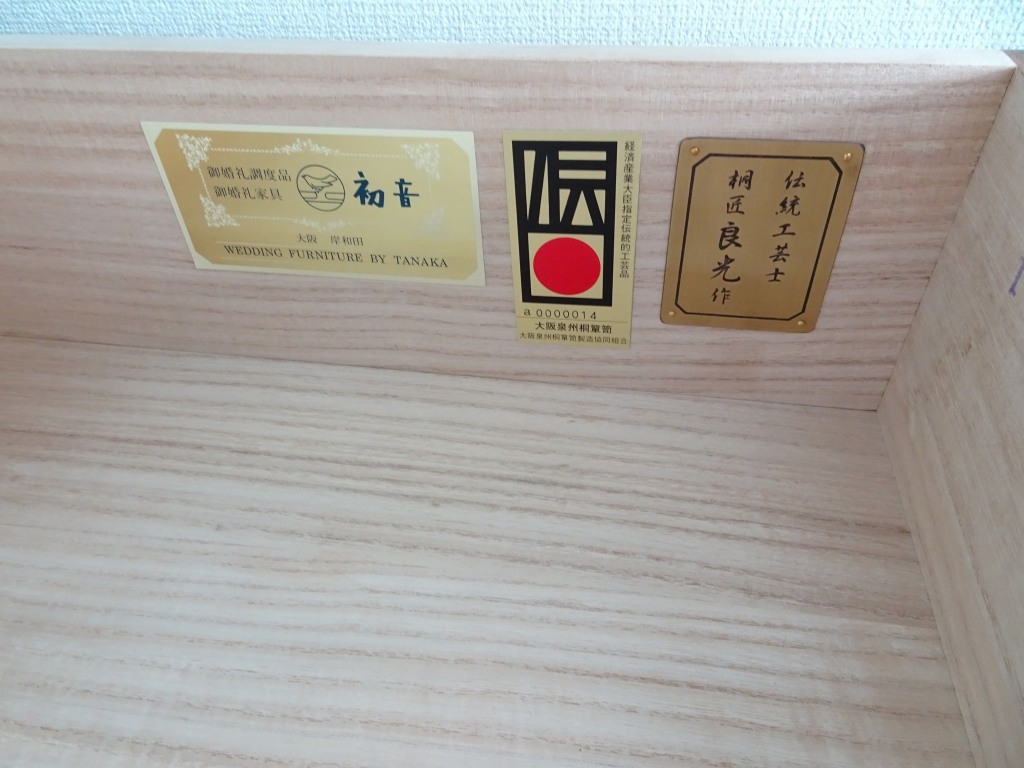 御婚礼調度品
御婚礼家具
初音
大阪 岸和田
WEDDING FURNITURE BY TANAKA
経済産業大臣指定伝統的工芸品
伝
a 0000014
大阪泉州桐簞笥
大阪泉州桐簞笥製造協同組合
伝統工芸士
桐匠良光作